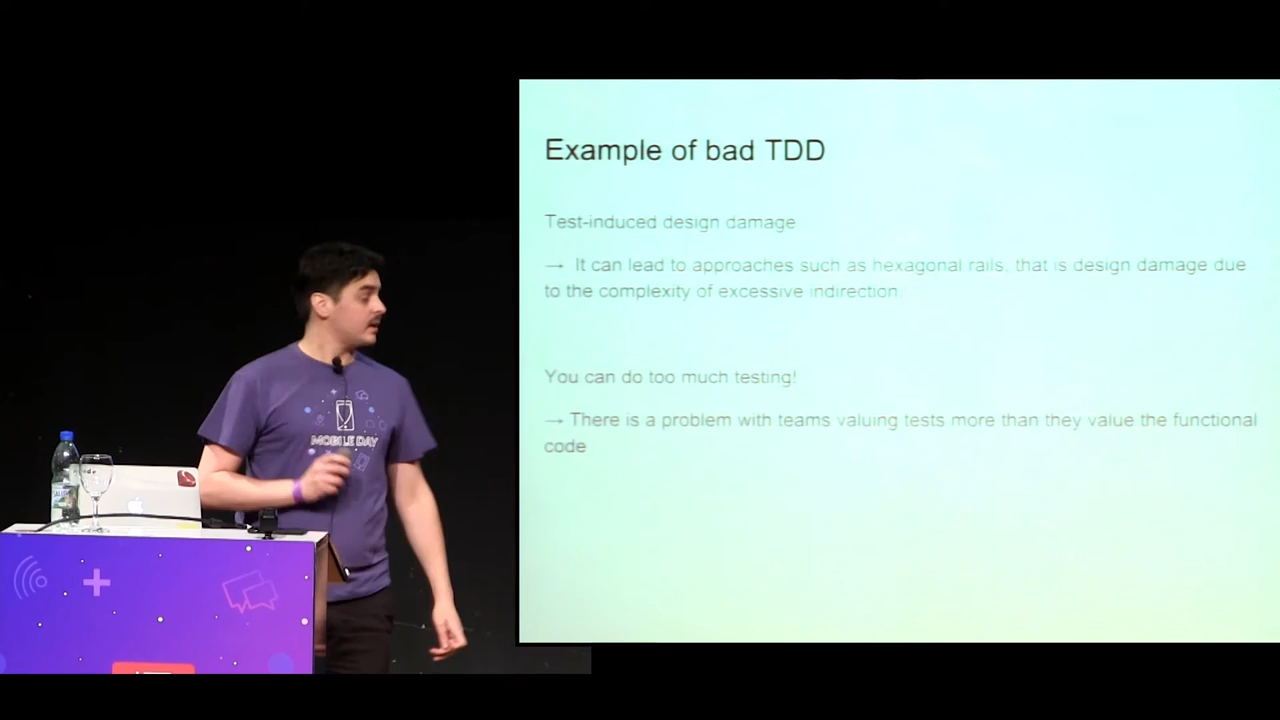 Example of bad TDD
Test-induced design damage
→ It can lead to approaches such as hexagonal rails, that is design damage due
to the complexity of excessive indirection.
You can do too much testing!
→ There is a problem with teams valuing tests more than they value the functional
code
MOBILE DAY